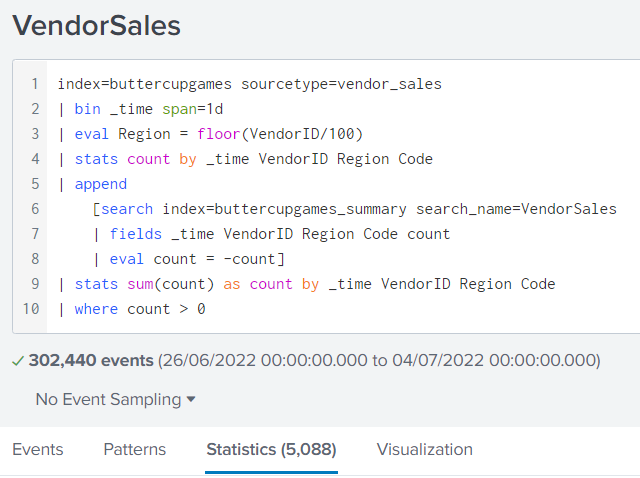 VendorSales
1 index=buttercupgames sourcetype=vendor_sales
2 | bin _time span=1d
3 | eval Region = floor(VendorID/100)
4 | stats count by _time VendorID Region Code
5 | append
6 [search index=buttercupgames_summary search_name=VendorSales
7 | fields _time VendorID Region Code count
8 | eval count = -count]
9 | stats sum(count) as count by _time VendorID Region Code
10 | where count > 0
✓ 302,440 events (26/06/2022 00:00:00.000 to 04/07/2022 00:00:00.000)
No Event Sampling ▾
Events Patterns Statistics (5,088) Visualization